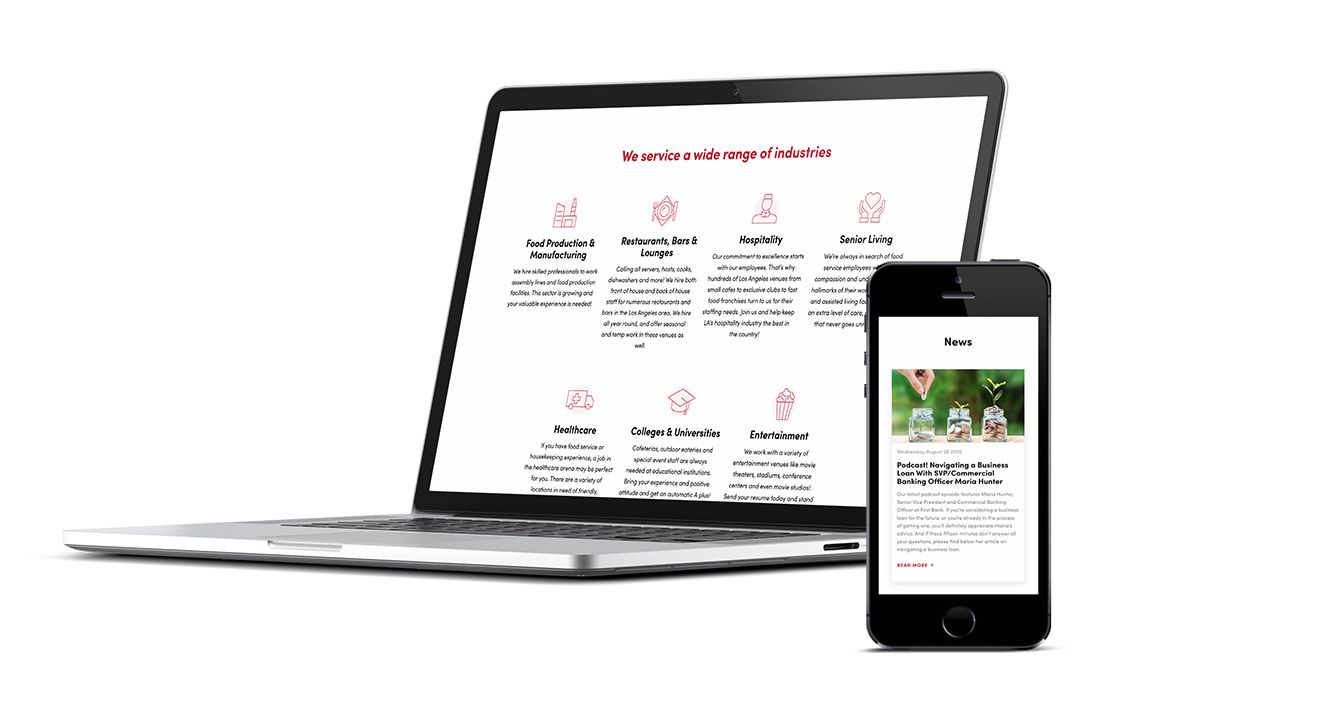 We service a wide range of industries
Food Production &
Manufacturing
We hire skilled professionals to work
assembly lines and food production
facilities. This sector is growing and
your valuable experience is needed!
Restaurants, Bars &
Lounges
Calling all servers, hosts, cooks,
dishwashers and more! We hire both
front of house and back of house
staff for numerous restaurants and
bars in the Los Angeles area. We hire
all year round, and offer seasonal
and temp work in these venues as
well.
Hospitality
Our commitment to excellence starts
with our employees. That's why
hundreds of Los Angeles venues from
small cafes to exclusive clubs to fast
food franchises turn to us for their
staffing needs. Join us and help keep
LA's hospitality industry the best in
the country!
Senior Living
We're always in search of food
service employees
compassion and
hallmarks of their
and assisted living
an extra level of care,
that never goes
Healthcare
If you have food service or
housekeeping experience, a job in
the healthcare arena may be perfect
for you. There are a variety of
locations in need of friendly,
Colleges & Universities
Cafeterias, outdoor eateries and
special event staff are always
needed at educational institutions.
Bring your experience and positive
attitude and get an automatic A plus!
Entertainment
We work with a variety of
entertainment venues like movie
theaters, stadiums, conference
centers and even movie studios!.
Send your resume today and stand
News
Wednesday, August 26 2020
Podcast! Navigating a Business
Loan With SVP/Commercial
Banking Officer Maria Hunter
Our latest podcast episode features Maria Hunter,
Senior Vice President and Commercial Banking
Officer at First Bank. If you're considering a business
loan for the future, or you're already in the process
of getting one, you'll definitely appreciate Maria's
advice. And if these fifteen minutes don't answer all
your questions, please find below her article on
navigating a business loan.
READ MORE →